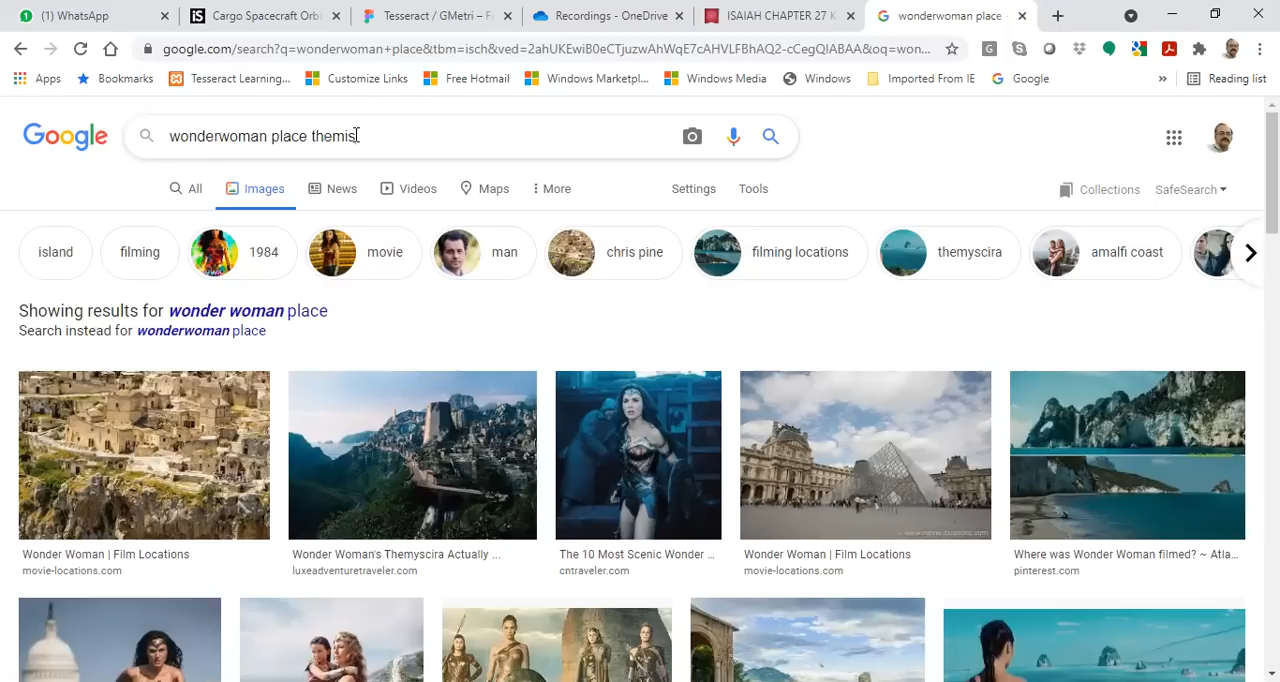 (1) WhatsApp
Cargo Spacecraft Orbi
Tesseract / GMetri – F
Recordings - OneDrive
ISAIAH CHAPTER 27 K
wonderwoman place -
google.com/search?q=wonderwoman+place&tbm=isch&ved=2ahUKEwiB0eCTjuzwAhWqE7cAHVLFBhAQ2-cCegQIABAA&oq=won...
Apps
Bookmarks
Tesseract Learning...
Customize Links
Free Hotmail
Windows Marketpl...
Windows Media
Windows
Imported From IE
Google
»
Reading list
Google
wonderwoman place themis
All
Images
News
Videos
Maps
More
Settings
Tools
Collections
SafeSearch
island
filming
1984
movie
man
chris pine
filming locations
themyscira
amalfi coast
Showing results for wonder woman place
Search instead for wonderwoman place
Wonder Woman | Film Locations
movie-locations.com
Wonder Woman's Themyscira Actually ...
luxeadventuretraveler.com
The 10 Most Scenic Wonder ...
cntraveler.com
Wonder Woman | Film Locations
movie-locations.com
Where was Wonder Woman filmed? ~ Atla...
pinterest.com